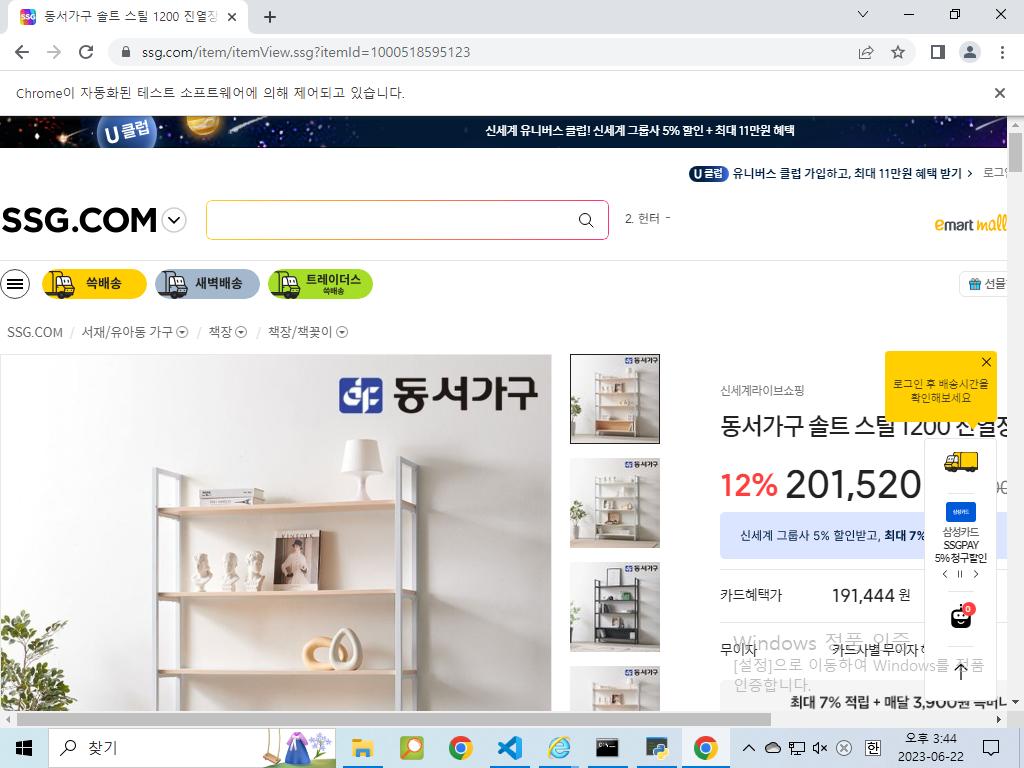 동서가구 솔트 스틸 1200 진열장
ssg.com/item/itemView.ssg?itemId=1000518595123
Chrome이 자동화된 테스트 소프트웨어에 의해 제어되고 있습니다.
U클럽
신세계 유니버스 클럽! 신세계 그룹사 5% 할인 + 최대 11만원 혜택
U 클럽 유니버스 클럽 가입하고, 최대 11만원 혜택 받기 >
SSG.COM
2. 헌터 -
emart mall
쓱배송
새벽배송
트레이더스
쓱배송
선물
SSG.COM / 서재/유아동 가구 / 책장 / 책장/책꽂이
동서가구
로그인 후 배송시간을
확인해보세요
신세계라이브쇼핑
동서가구 솔트 스틸 1200 진열장
12% 201,520
신세계 그룹사 5% 할인받고, 최대 7%
삼성카드
삼성카드
SSGPAY
5% 청구할인
카드혜택가 191,444 원
0
무이자 카드사별 무이자
Windows 정품 인증
[설정]으로 이동하여 Windows를 정품
인증합니다.
최대 7% 적립 + 매달 3,900원
찾기
한
오후 3:44
2023-06-22